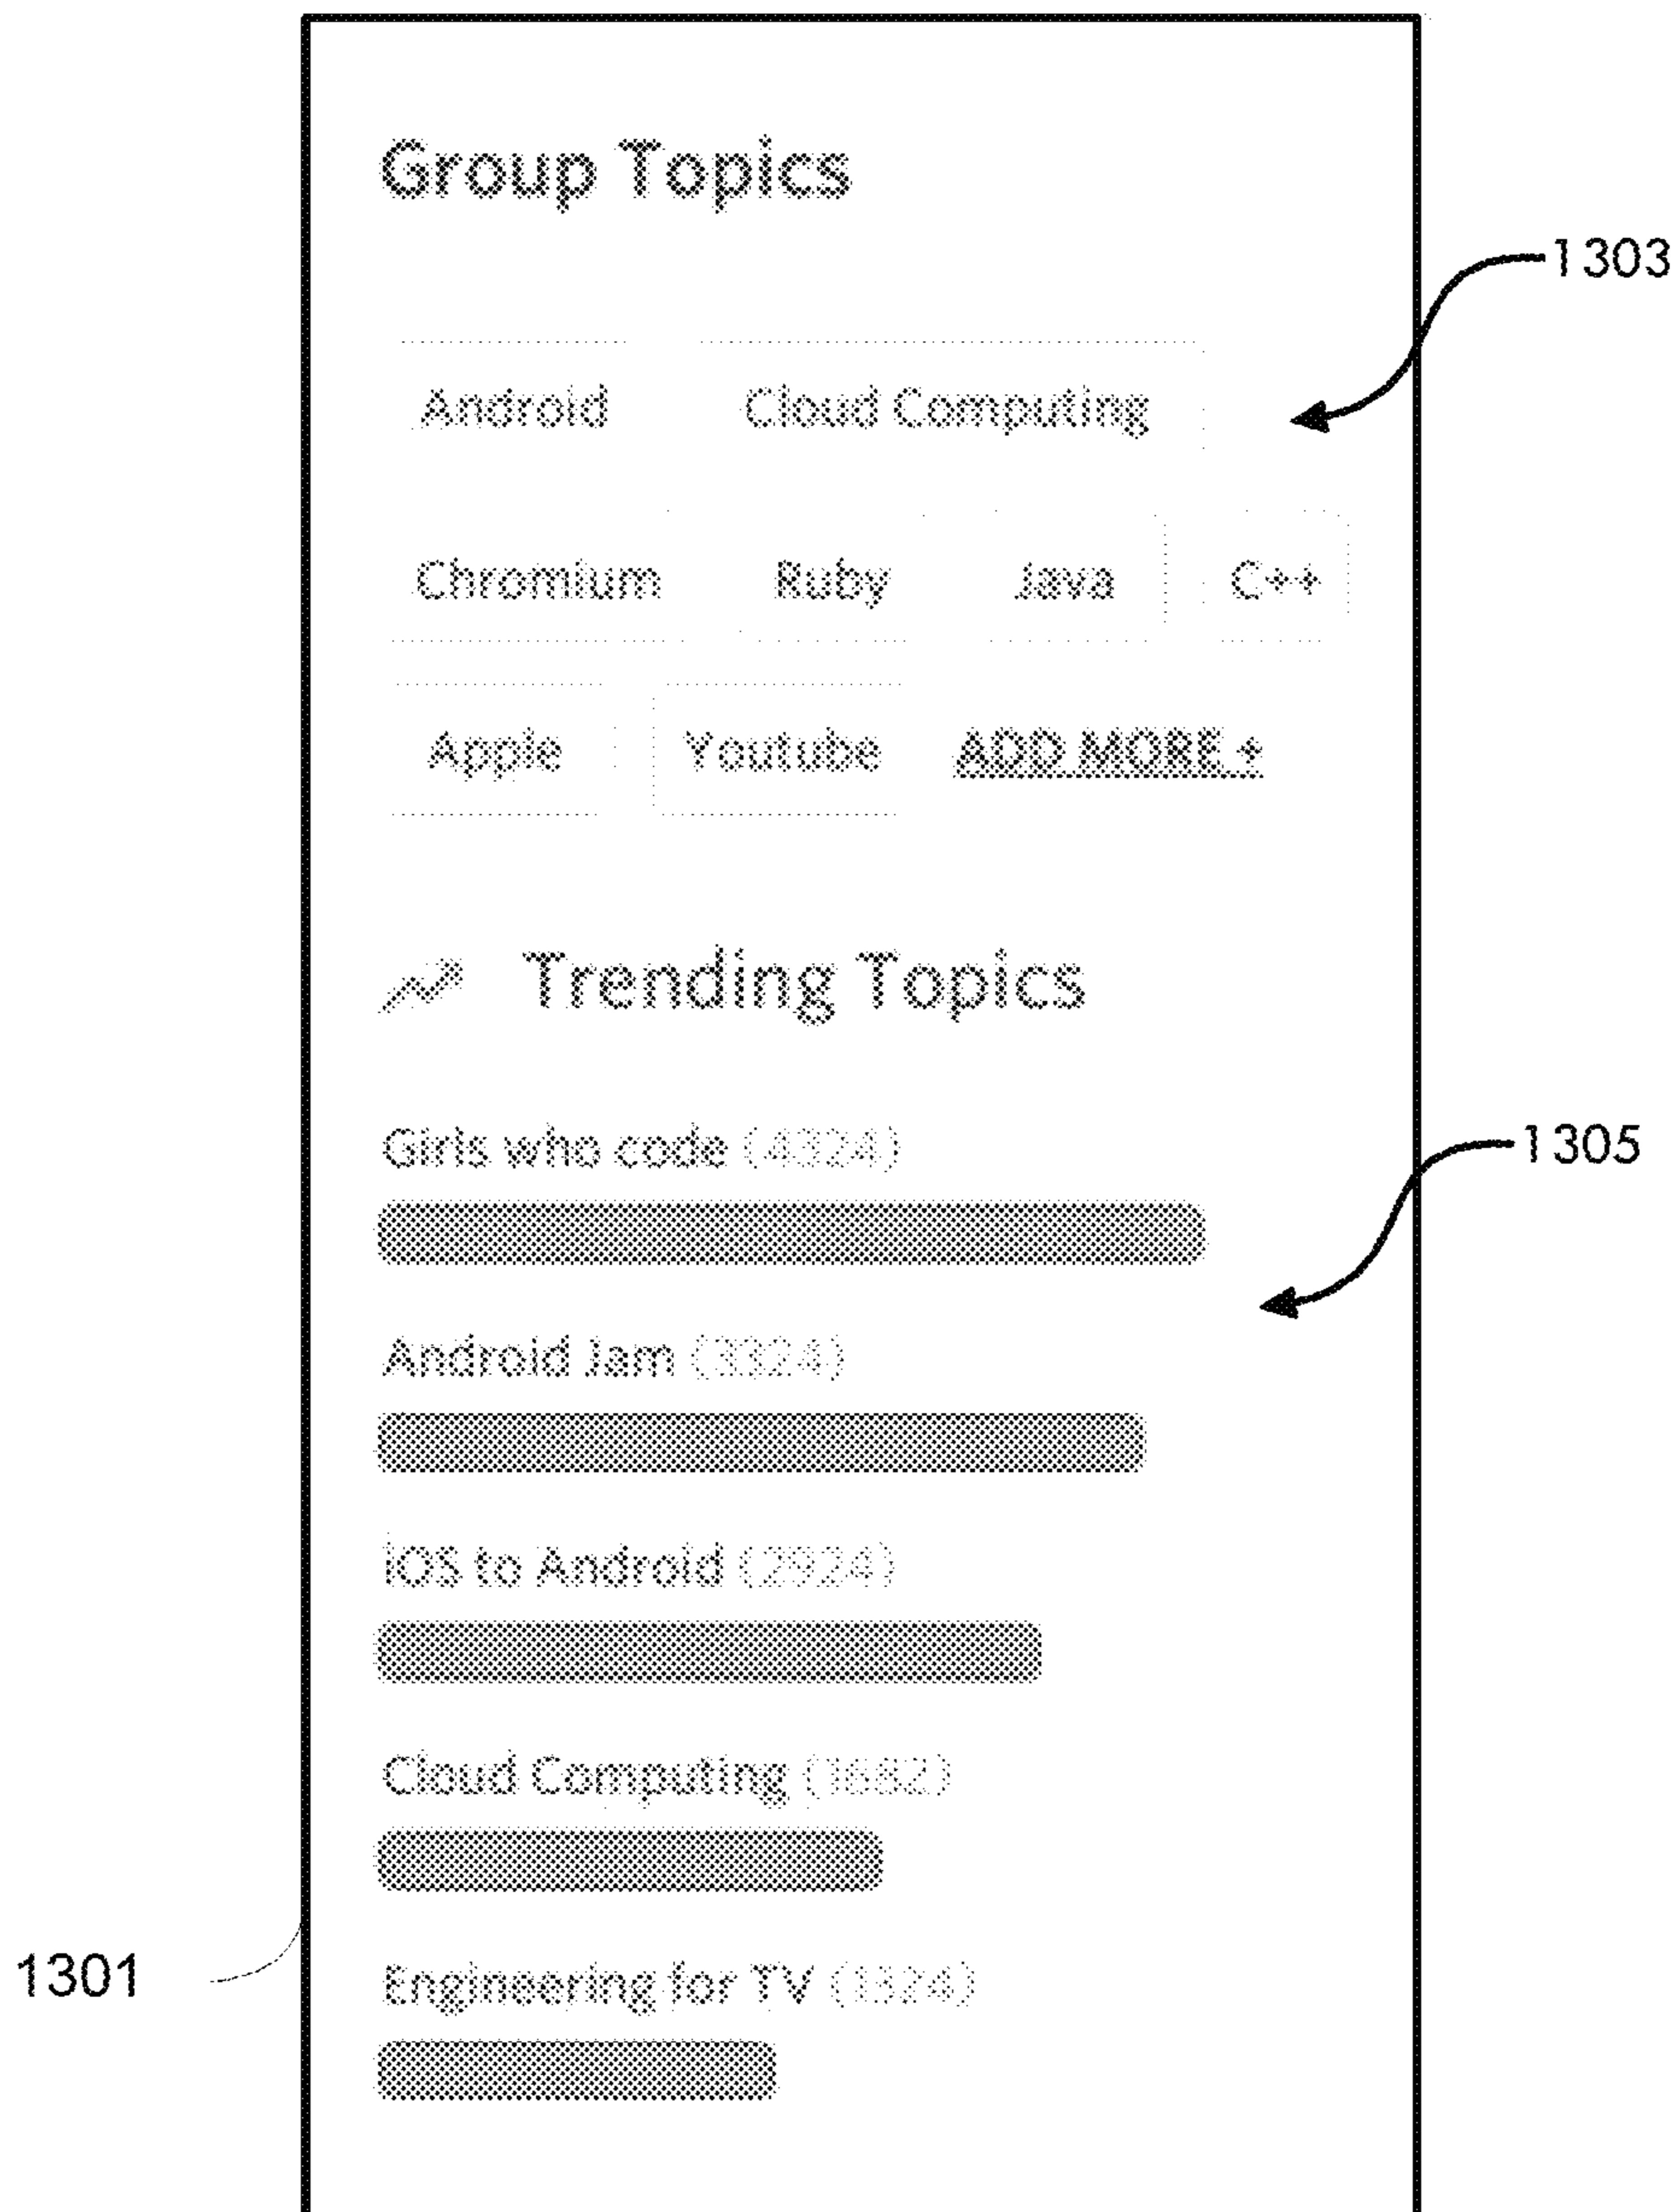 Group Topics
1303
Android Cloud Computing
Chromium Ruby Java C++
Apple Youtube ADD MORE +
Trending Topics
Girls who code (4324)
1305
Android Jam (3324)
iOS to Android (2924)
Cloud Computing
1301
Engineering for TV (1324)